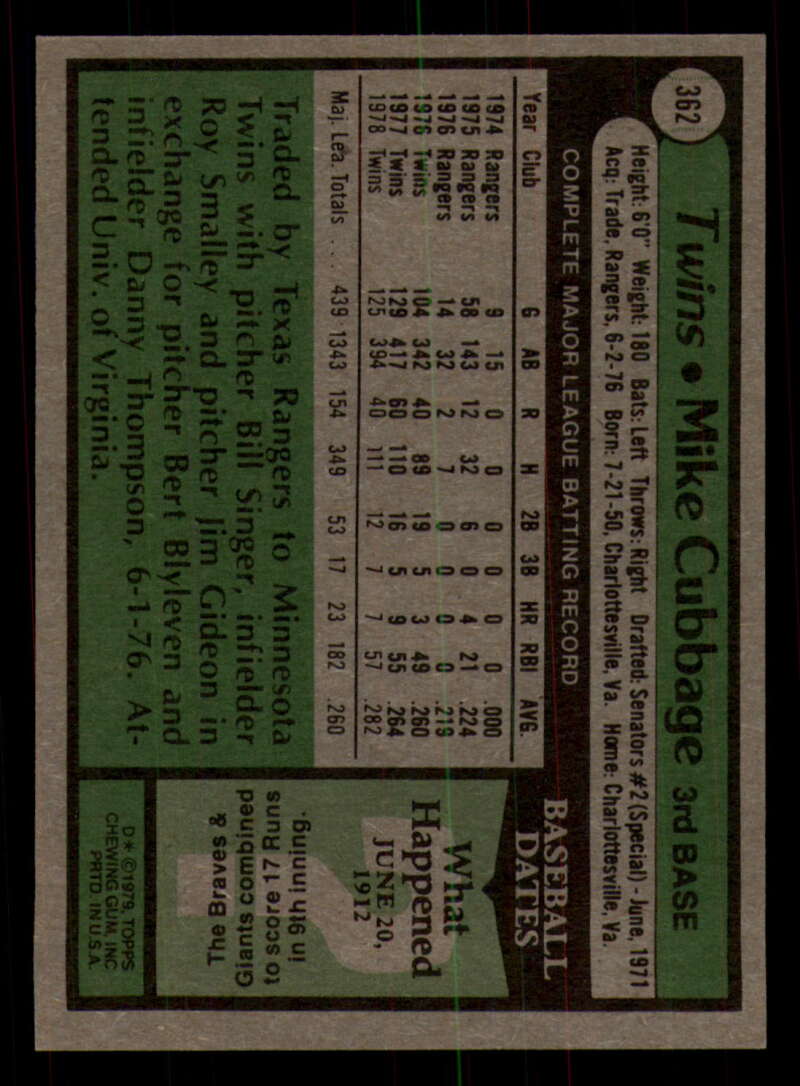 362
Twins • Mike Cubbage 3rd BASE
Height: 6'0" Weight: 180 Bats: Left Throws: Right Drafted: Senators #2 (Special) - June, 1971
Acq: Trade, Rangers, 6-2-76 Born: 7-21-50, Charlottesville, Va. Home: Charlottesville, Va.
COMPLETE MAJOR LEAGUE BATTING RECORD
Year Club G AB R H 2B 3B HR RBI AVG.
1974 Rangers 9 15 0 0 0 0 0 0 .000
1975 Rangers 58 143 12 32 6 0 4 21 .224
1976 Rangers 14 32 2 7 0 0 0 0 .219
1976 Twins 104 342 40 89 19 5 3 49 .260
1977 Twins 129 417 60 110 16 5 9 55 .264
1978 Twins 125 394 40 111 12 7 7 57 .282
Maj. Lea. Totals .... 439 1343 154 349 53 17 23 182 .260
Traded by Texas Rangers to Minnesota
Twins with pitcher Bill Singer, infielder
Roy Smalley and pitcher Jim Gideon in
exchange for pitcher Bert Blyleven and
infielder Danny Thompson, 6-1-76. At-
tended Univ. of Virginia.
BASEBALL
DATES
What
Happened
JUNE 20,
1912
The Braves &
Giants combined
to score 17 Runs
in 9th inning.
D* © 1979, TOPPS
CHEWING GUM, INC
PRTD. IN U.S.A.